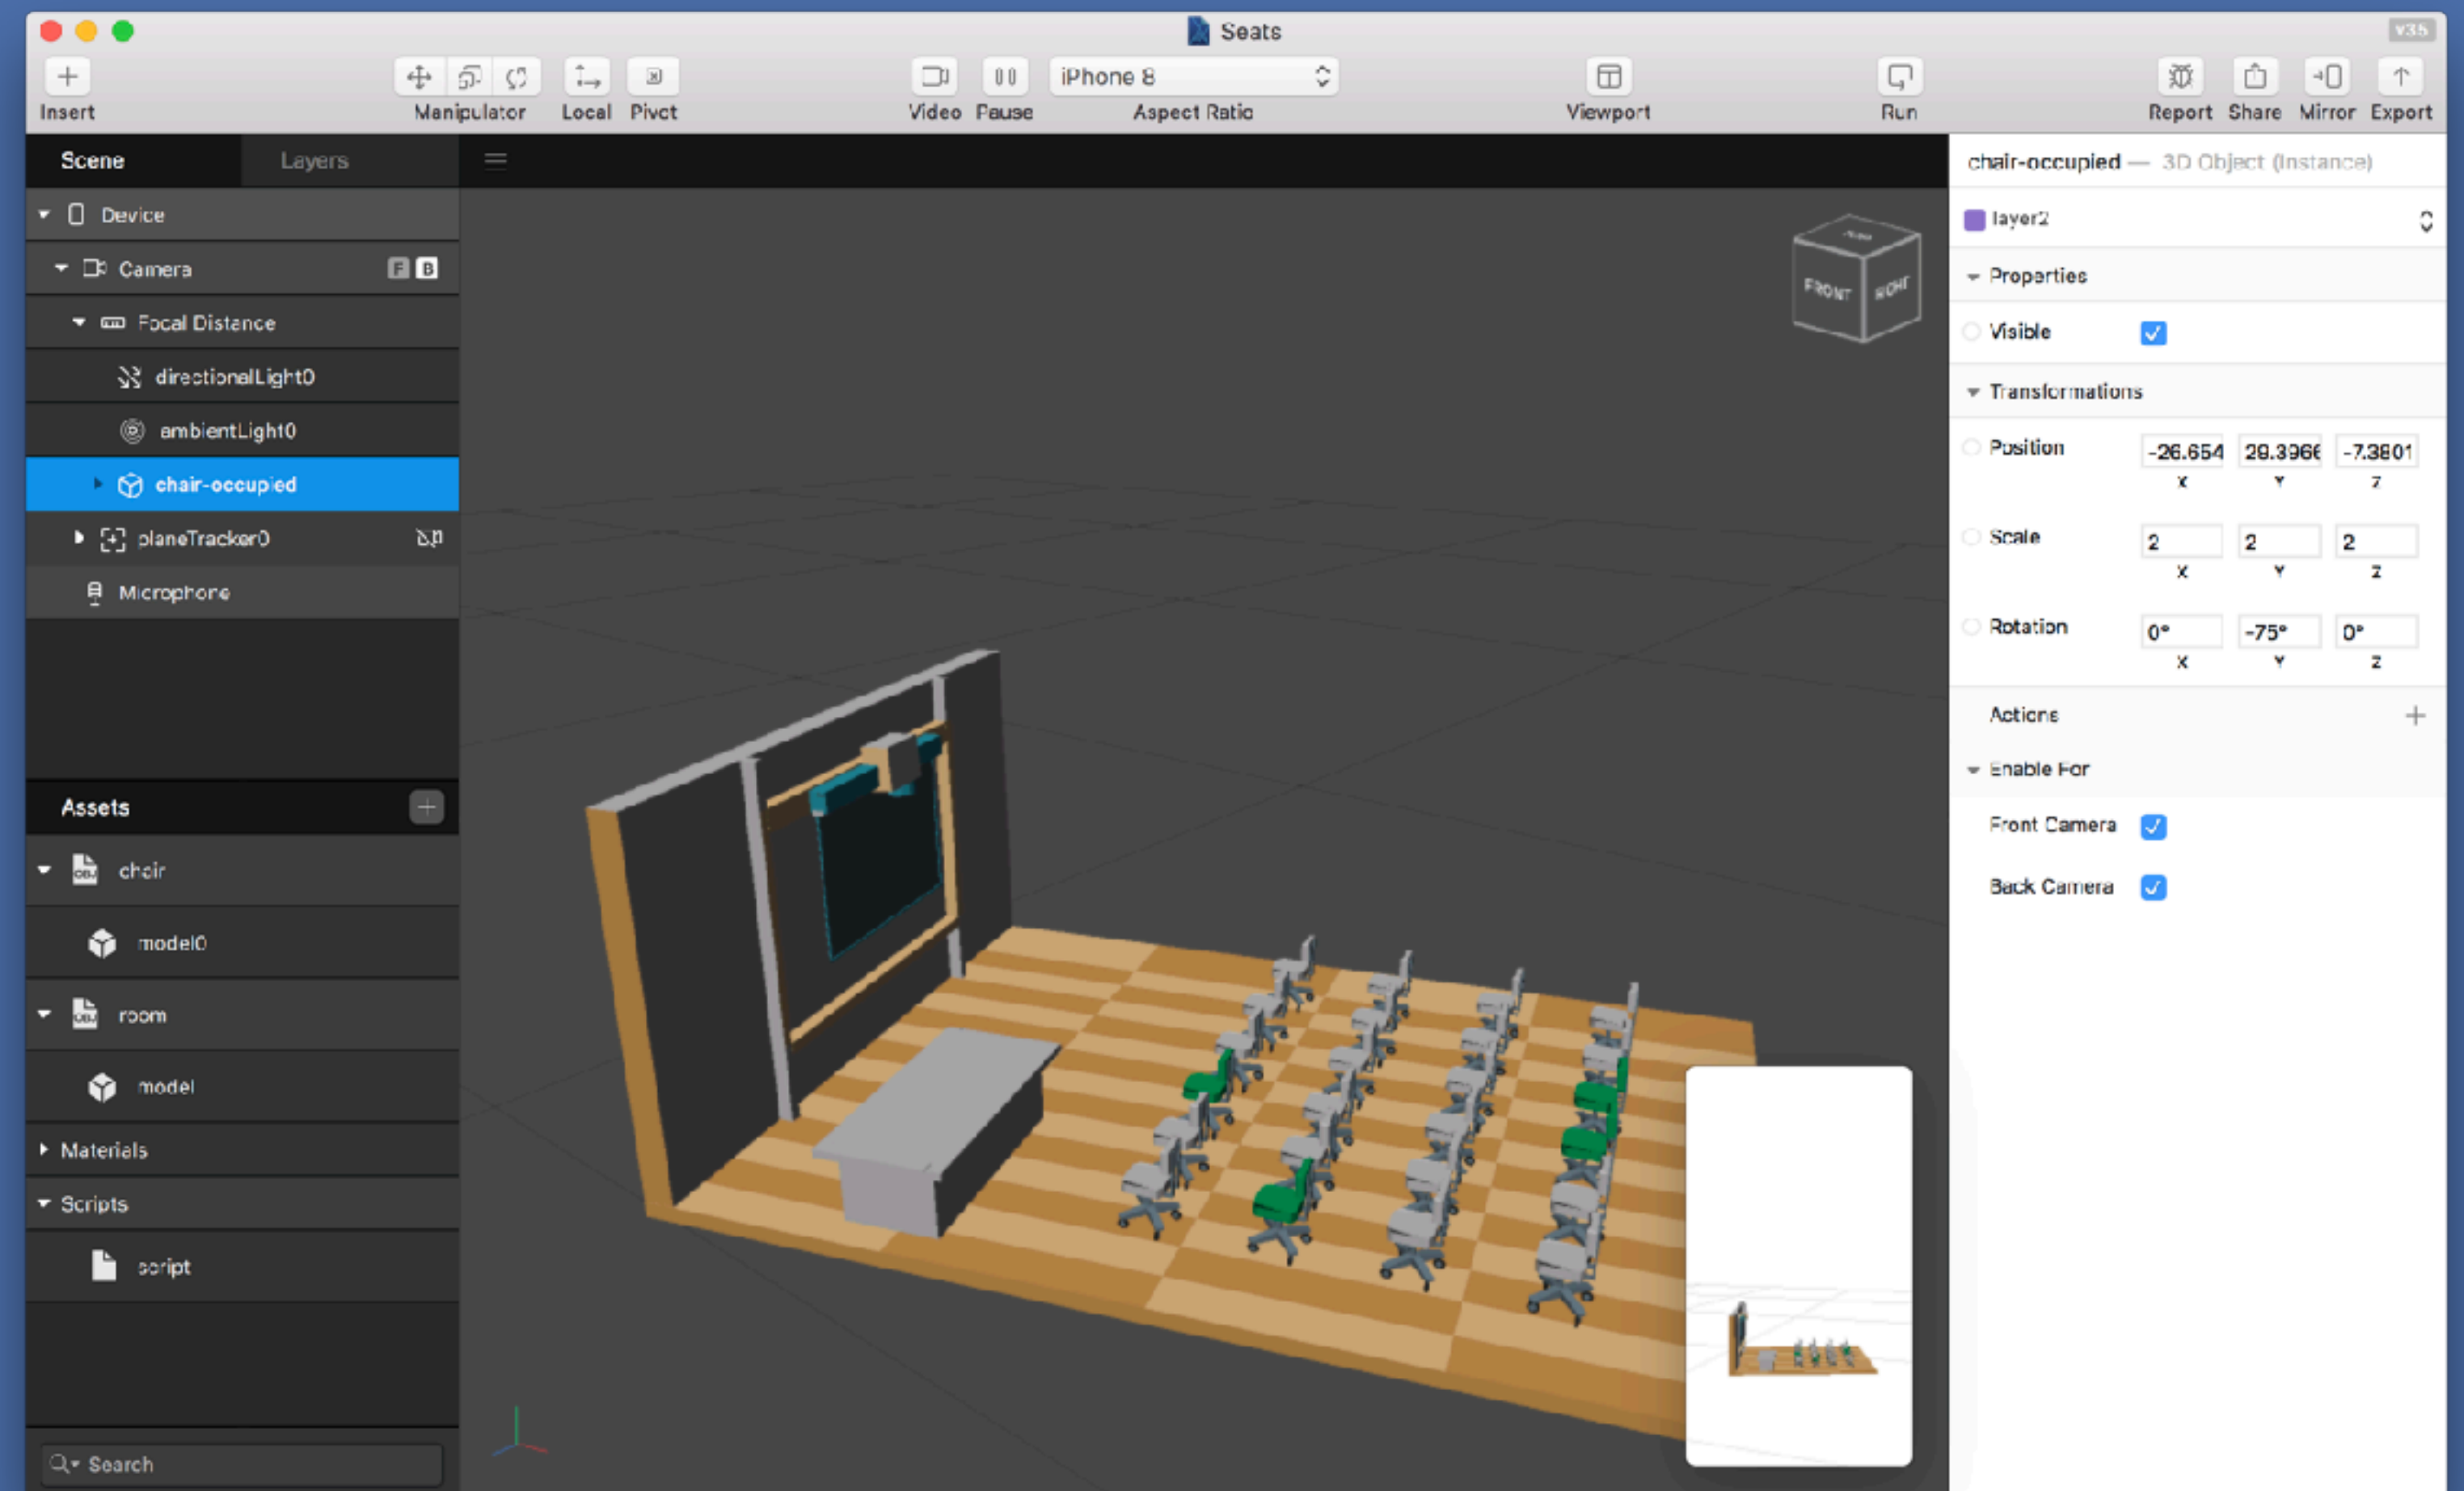 Seats
v35
Insert
Manipulator
Local
Pivot
Video
Pause
iPhone 8
Aspect Ratio
Viewport
Run
Report
Share
Mirror
Export
Scene
Layers
Device
Camera
F B
Focal Distance
directionalLight0
ambientLight0
chair-occupied
planeTracker0
Microphone
Assets
chair
model0
room
model
Materials
Scripts
script
Search
FRONT
RIGHT
chair-occupied — 3D Object (Instance)
layer2
Properties
Visible
Transformations
Position
-26.654 29.3966 -7.3801
X Y Z
Scale
2 2 2
X Y Z
Rotation
0° -75° 0°
X Y Z
Actions
Enable For
Front Camera
Back Camera